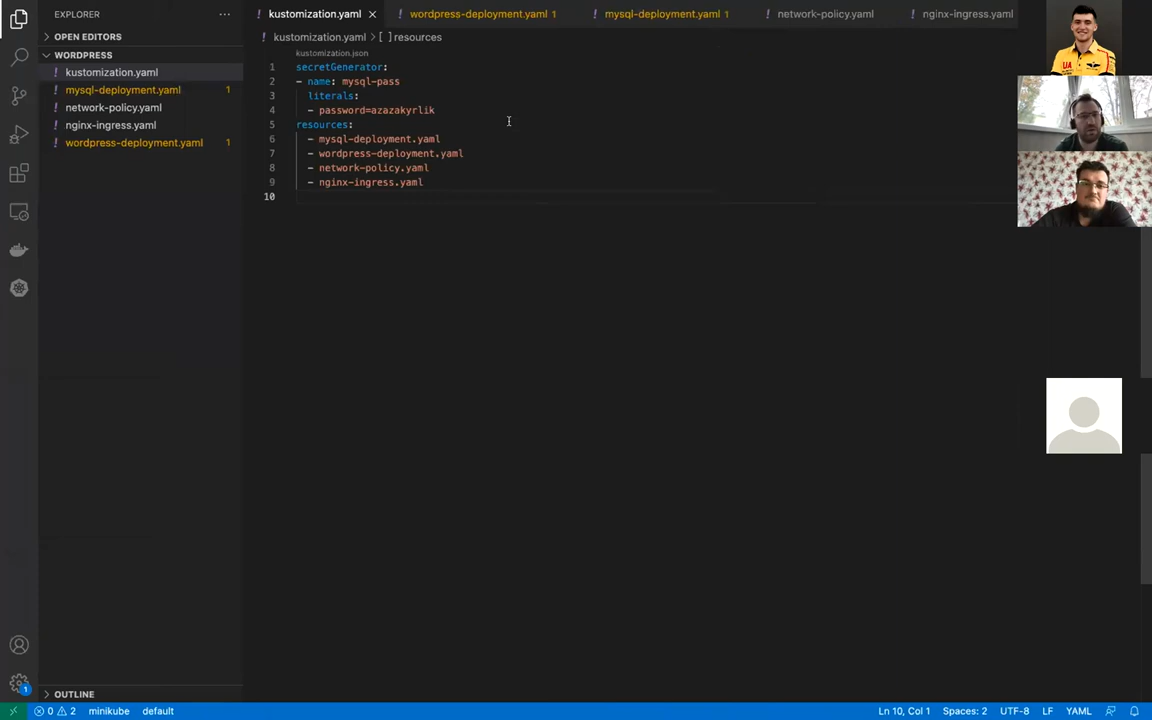 EXPLORER
OPEN EDITORS
WORDPRESS
kustomization.yaml
mysql-deployment.yaml 1
network-policy.yaml
nginx-ingress.yaml
wordpress-deployment.yaml 1
OUTLINE
! kustomization.yaml ×
! wordpress-deployment.yaml 1
! mysql-deployment.yaml 1
! network-policy.yaml
! nginx-ingress.yaml
! kustomization.yaml > [ ] resources
kustomization.json
1 secretGenerator:
2 - name: mysql-pass
3 literals:
4 - password=azazakyrlik
5 resources:
6 - mysql-deployment.yaml
7 - wordpress-deployment.yaml
8 - network-policy.yaml
9 - nginx-ingress.yaml
10
UA
1
0 2 minikube default Ln 10, Col 1 Spaces: 2 UTF-8 LF YAML